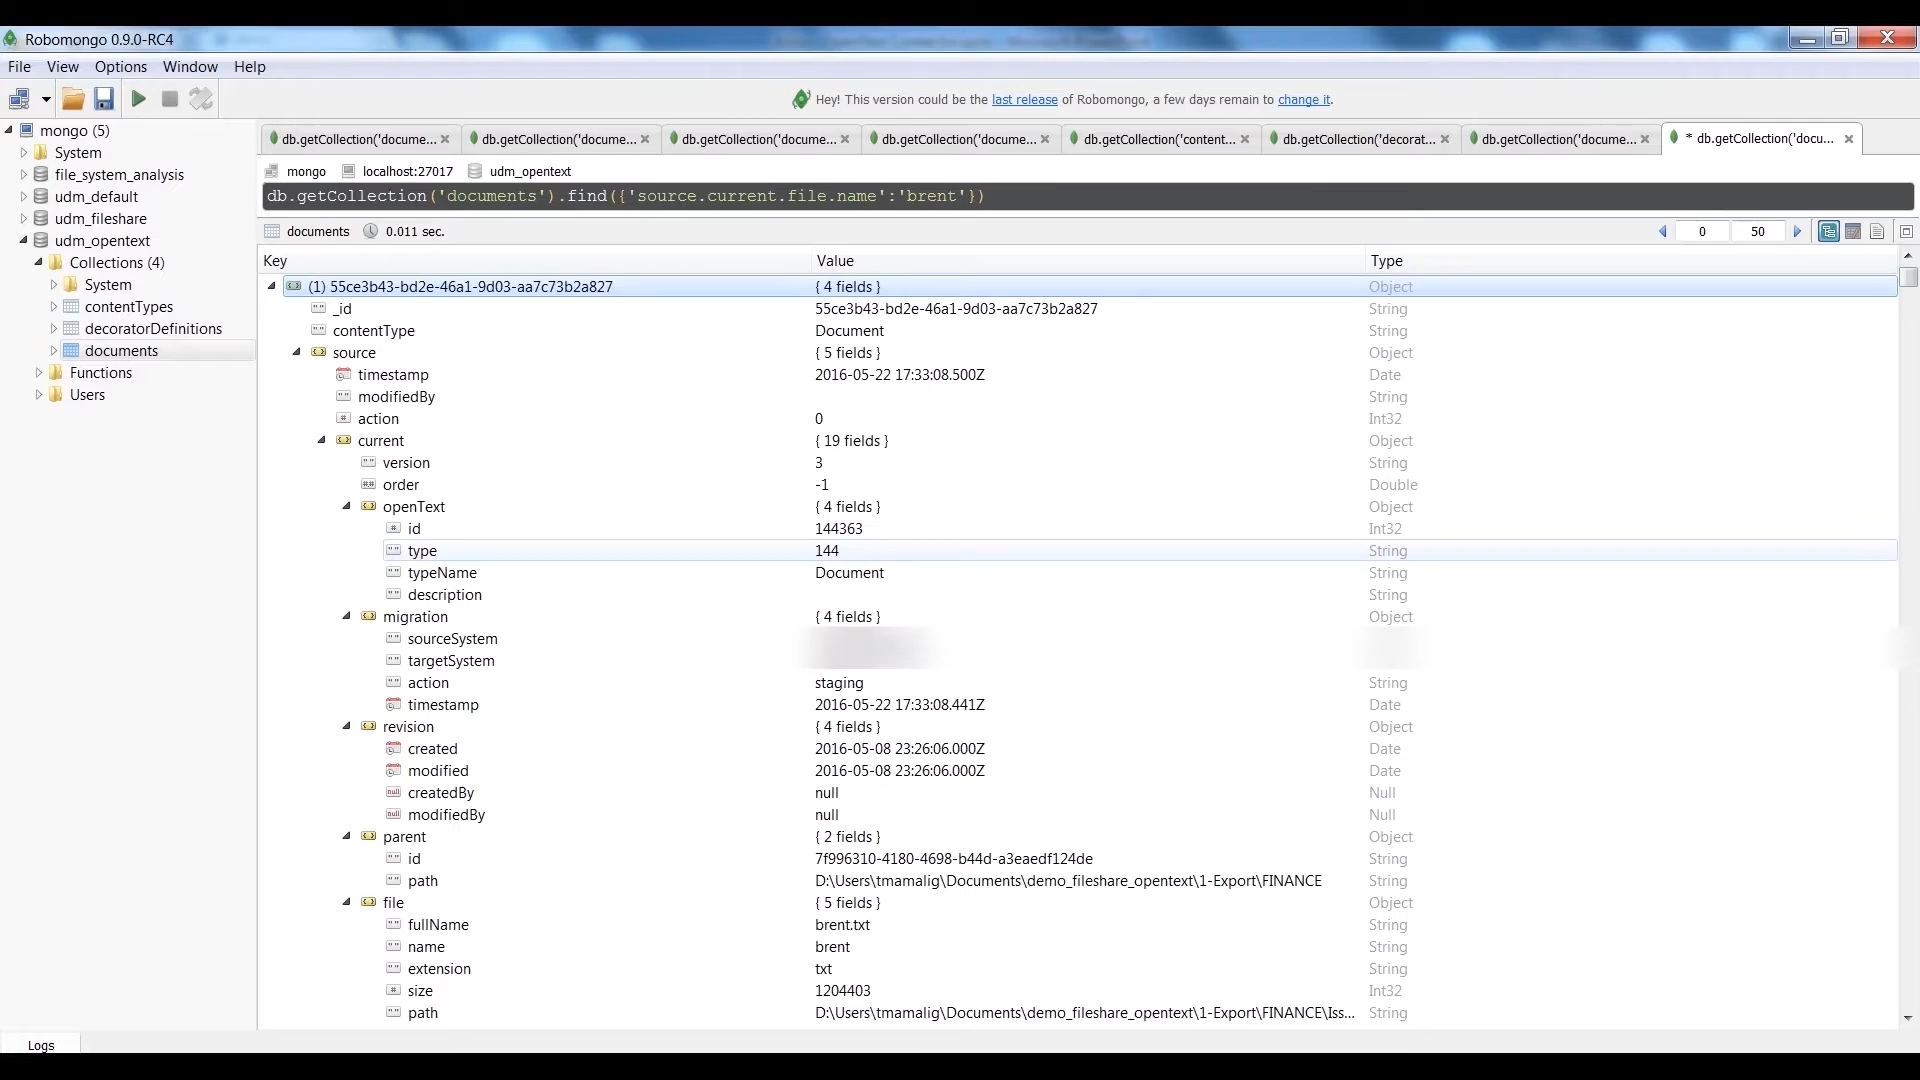 Robomongo 0.9.0-RC4
File View Options Window Help
Hey! This version could be the last release of Robomongo, a few days remain to change it.
mongo (5)
System
file_system_analysis
udm_default
udm_fileshare
udm_opentext
Collections (4)
System
contentTypes
decoratorDefinitions
documents
Functions
Users
db.getCollection('docume... db.getCollection('docume... db.getCollection('docume... db.getCollection('docume... db.getCollection('content... db.getCollection('decorat... db.getCollection('docume... * db.getCollection('docu...
mongo localhost:27017 udm_opentext
db.getCollection('documents').find({'source.current.file.name':'brent'})
documents 0.011 sec. 0 50
Key Value Type
(1) 55ce3b43-bd2e-46a1-9d03-aa7c73b2a827 { 4 fields } Object
_id 55ce3b43-bd2e-46a1-9d03-aa7c73b2a827 String
contentType Document String
source { 5 fields } Object
timestamp 2016-05-22 17:33:08.500Z Date
modifiedBy String
action 0 Int32
current { 19 fields } Object
version 3 String
order -1 Double
openText { 4 fields } Object
id 144363 Int32
type 144 String
typeName Document String
description String
migration { 4 fields } Object
sourceSystem
targetSystem
action staging String
timestamp 2016-05-22 17:33:08.441Z Date
revision { 4 fields } Object
created 2016-05-08 23:26:06.000Z Date
modified 2016-05-08 23:26:06.000Z Date
createdBy null Null
modifiedBy null Null
parent { 2 fields } Object
id 7f996310-4180-4698-b44d-a3eaedf124de String
path D:\Users\tmamalig\Documents\demo_fileshare_opentext\1-Export\FINANCE String
file { 5 fields } Object
fullName brent.txt String
name brent String
extension txt String
size 1204403 Int32
path D:\Users\tmamalig\Documents\demo_fileshare_opentext\1-Export\FINANCE\Iss... String
Logs